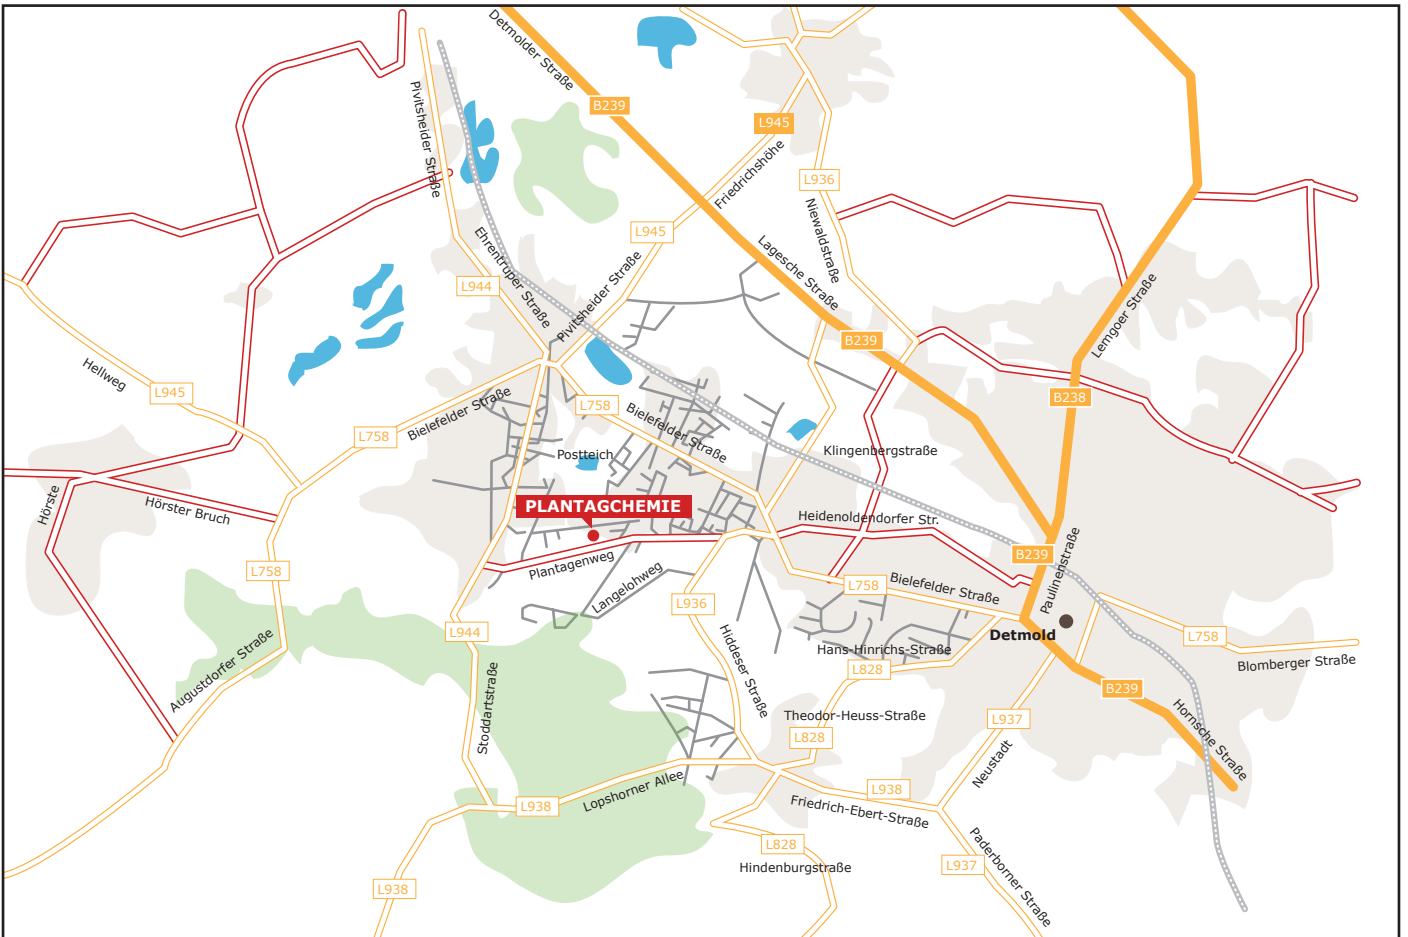 Detmolder Straße
B239
L945
Friedrichshöhe
Pivitsheider Straße
L936
Niewaldstraße
L945
Ehrentruper Straße
Pivitsheider Straße
Lagesche Straße
L944
Lemgoer Straße
B239
Hellweg
L945
B238
Bielefelder Straße
L758
L758
Bielefelder Straße
Postteich
Klingenbergstraße
Hörste
Hörster Bruch
PLANTAGCHEMIE
Heidenoldendorfer Str.
B239
Paulinenstraße
Plantagenweg
L758
Langelohweg
L758
Bielefelder Straße
L936
L944
Detmold
L758
Blomberger Straße
Augustdorfer Straße
Hiddeser Straße
Hans-Hinrichs-Straße
L828
Stoddartstraße
B239
Hornsche Straße
Theodor-Heuss-Straße
L937
L828
Neustadt
Lopshorner Allee
L938
L938
Friedrich-Ebert-Straße
L828
Hindenburgstraße
L937
Paderborner Straße
L938